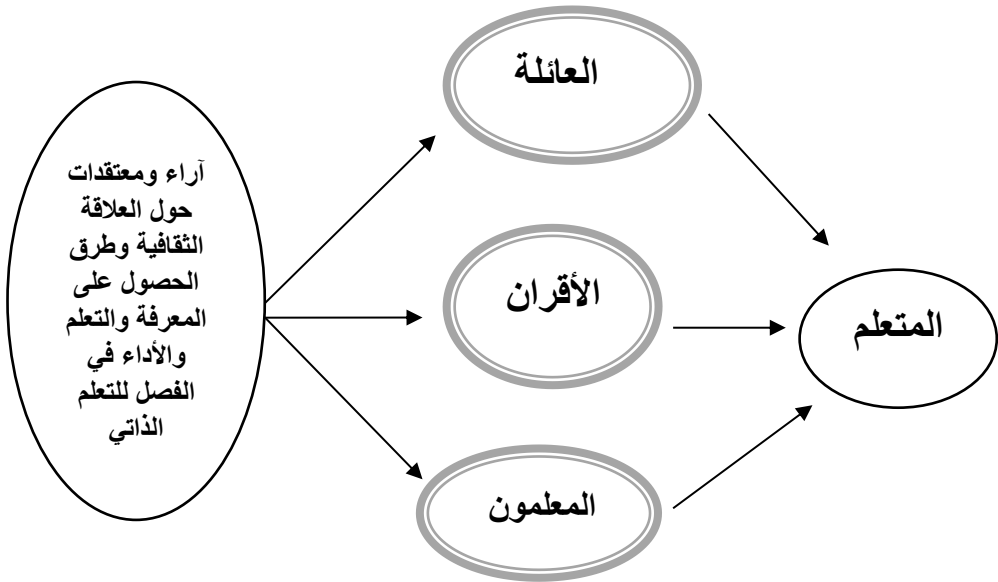 العائلة
آراء ومعتقدات
حول العلاقة
الثقافية وطرق
الحصول على
المعرفة والتعلم
والأداء في
الفصل للتعلم
الذاتي
الأقران
المتعلم
المعلمون